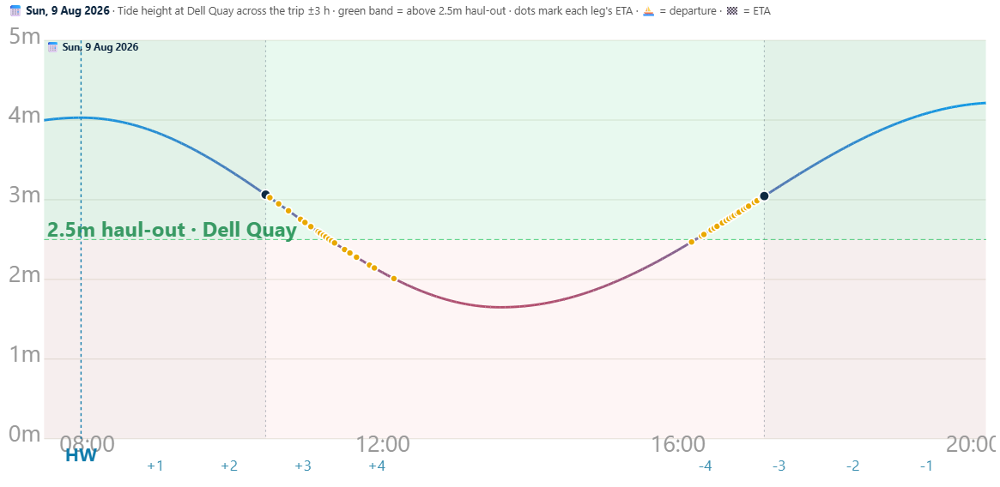 Sun, 9 Aug 2026 · Tide height at Dell Quay across the trip ±3 h · green band = above 2.5m haul-out · dots mark each leg's ETA · = departure · = ETA
5m
Sun, 9 Aug 2026
4m
3m
2.5m haul-out · Dell Quay
2m
1m
0m
08:00 12:00 16:00 20:00
HW
+1 +2 +3 +4 -4 -3 -2 -1